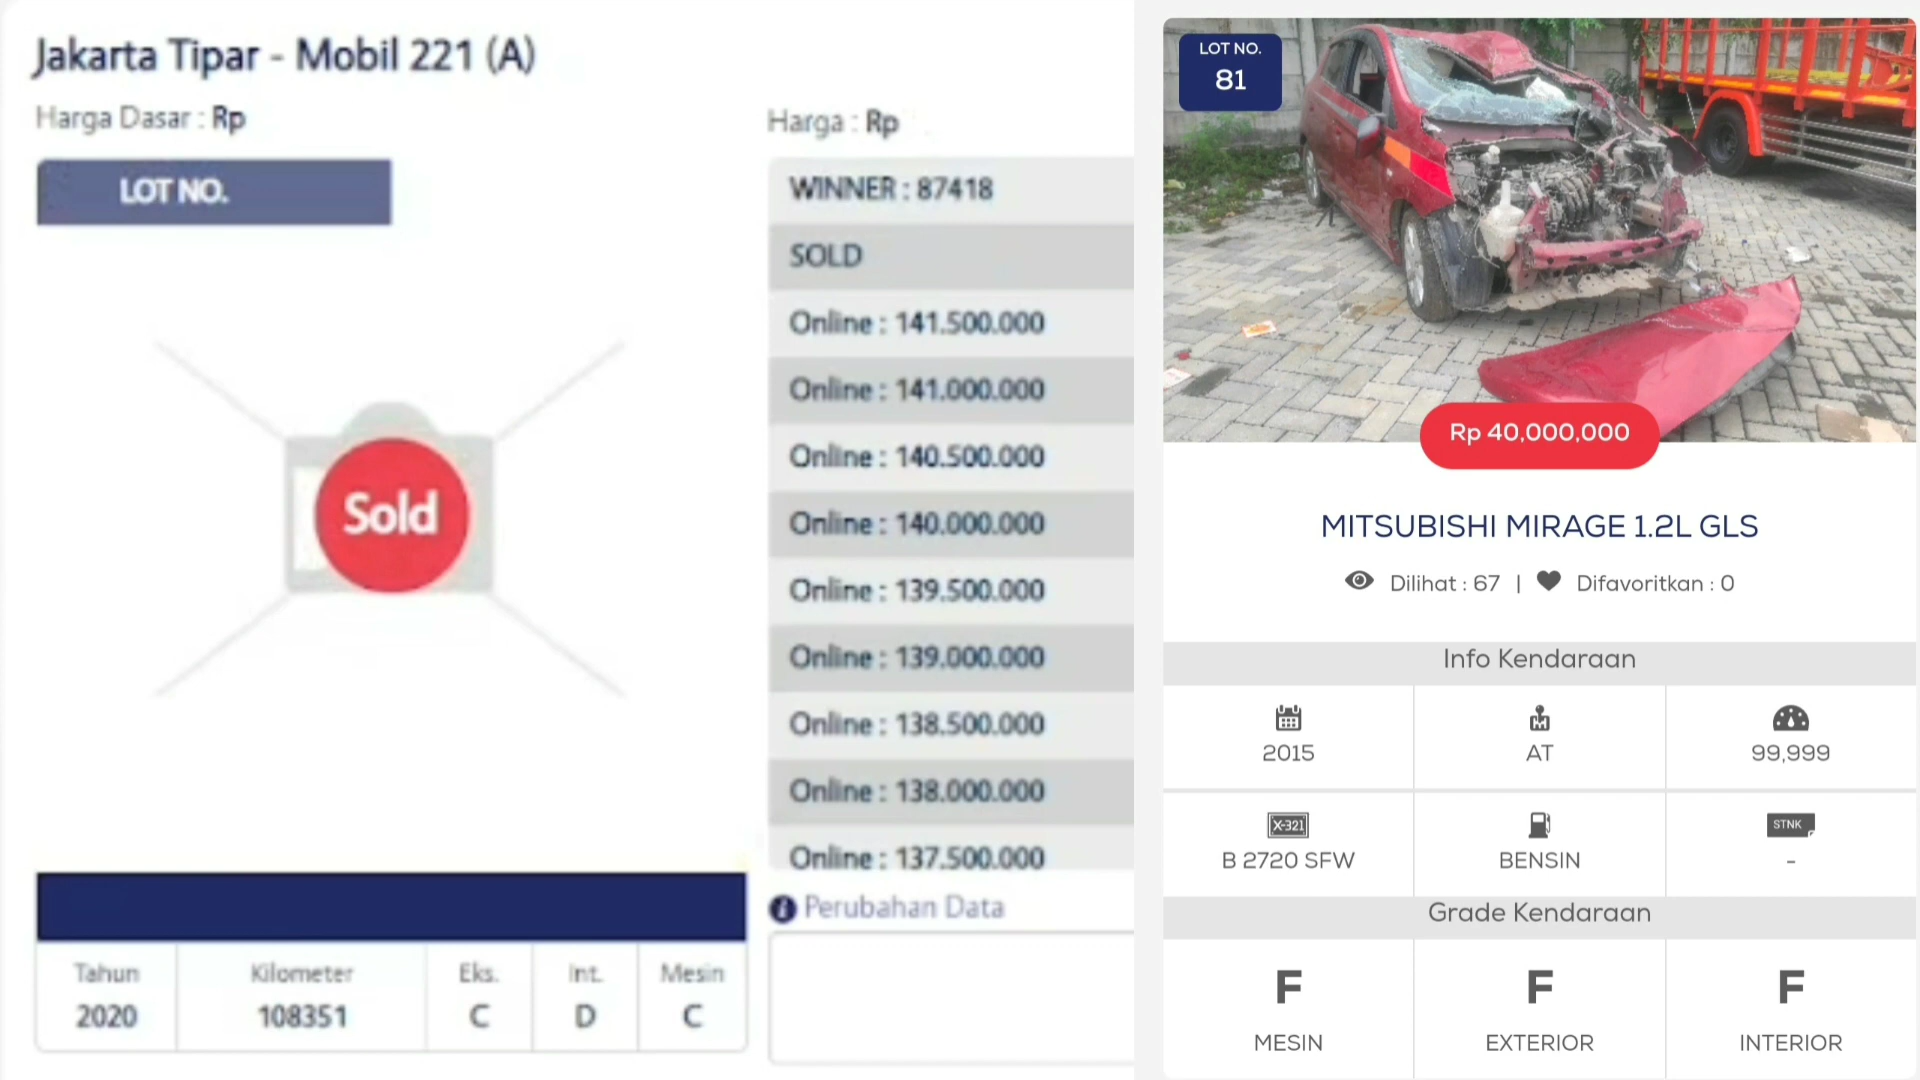 Jakarta Tipar - Mobil 221 (A)
Harga Dasar : Rp
LOT NO.
Sold
Tahun
Kilometer
Eks.
Int.
Mesin
2020
108351
C
D
C
Harga : Rp
WINNER : 87418
SOLD
Online : 141.500.000
Online : 141.000.000
Online : 140.500.000
Online : 140.000.000
Online : 139.500.000
Online : 139.000.000
Online : 138.500.000
Online : 138.000.000
Online : 137.500.000
i Perubahan Data
LOT NO.
81
Rp 40,000,000
MITSUBISHI MIRAGE 1.2L GLS
Dilihat : 67 | Difavoritkan : 0
Info Kendaraan
2015
AT
99,999
X-321
STNK
B 2720 SFW
BENSIN
-
Grade Kendaraan
F
F
F
MESIN
EXTERIOR
INTERIOR